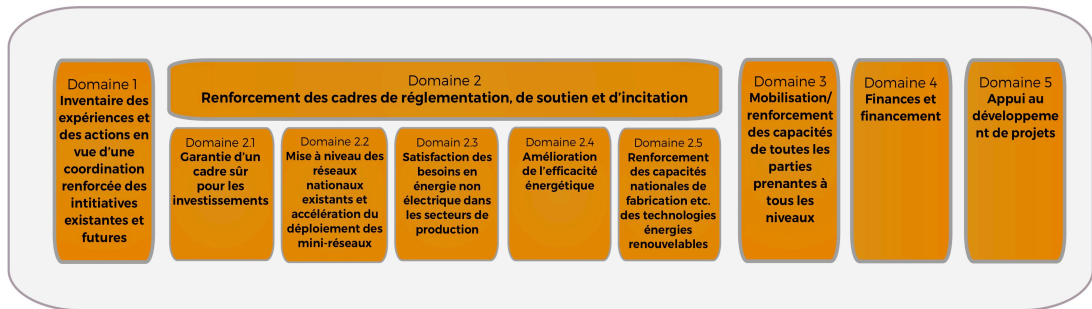 Domaine 1
Inventaire des
expériences et
des actions en
vue d'une
coordination
renforcée des
intitiatives
existantes et
futures
Domaine 2
Renforcement des cadres de réglementation, de soutien et d'incitation
Domaine 2.1
Garantie d'un
cadre sûr
pour les
investissements
Domaine 2.2
Mise à niveau des
réseaux
nationaux
existants et
accélération du
déploiement des
mini-réseaux
Domain 2.3
Satisfaction des
besoins en
énergie non
électrique dans
les secteurs de
production
Domaine 2.4
Amélioration
de l'efficacité
énergétique
Domaine 2.5
Renforcement
des capacités
nationales de
fabrication etc.
des technologies
énergies
renouvelables
Domaine 3
Mobilisation/
renforcement
des capacités
de toutes les
parties
prenantes à
tous les
niveaux
Domaine 4
Finances et
financement
Domaine 5
Appui au
développeme
nt de projets